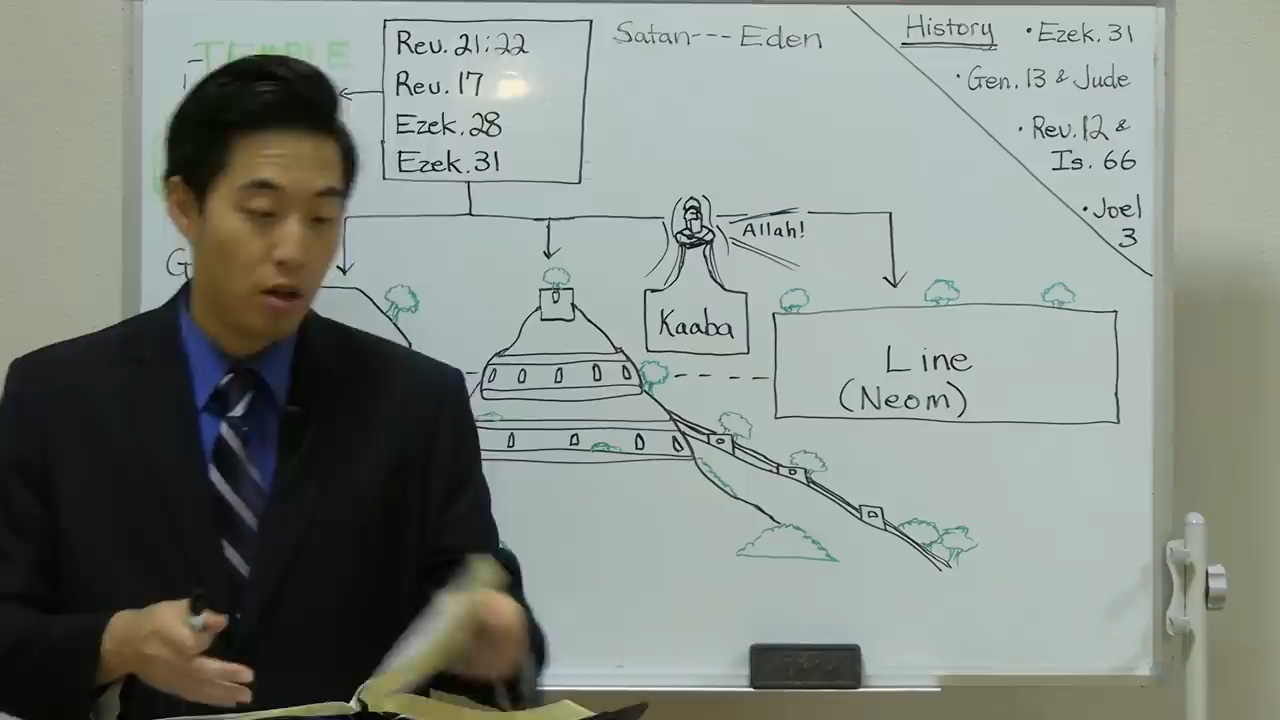 TEMPLE
Rev. 21:22
Rev. 17
Ezek. 28
Ezek. 31
Satan--- Eden
History
· Ezek. 31
· Gen. 13 & Jude
· Rev. 12 &
Is. 66
· Joel
3
Allah!
Kaaba
Line
(Neom)